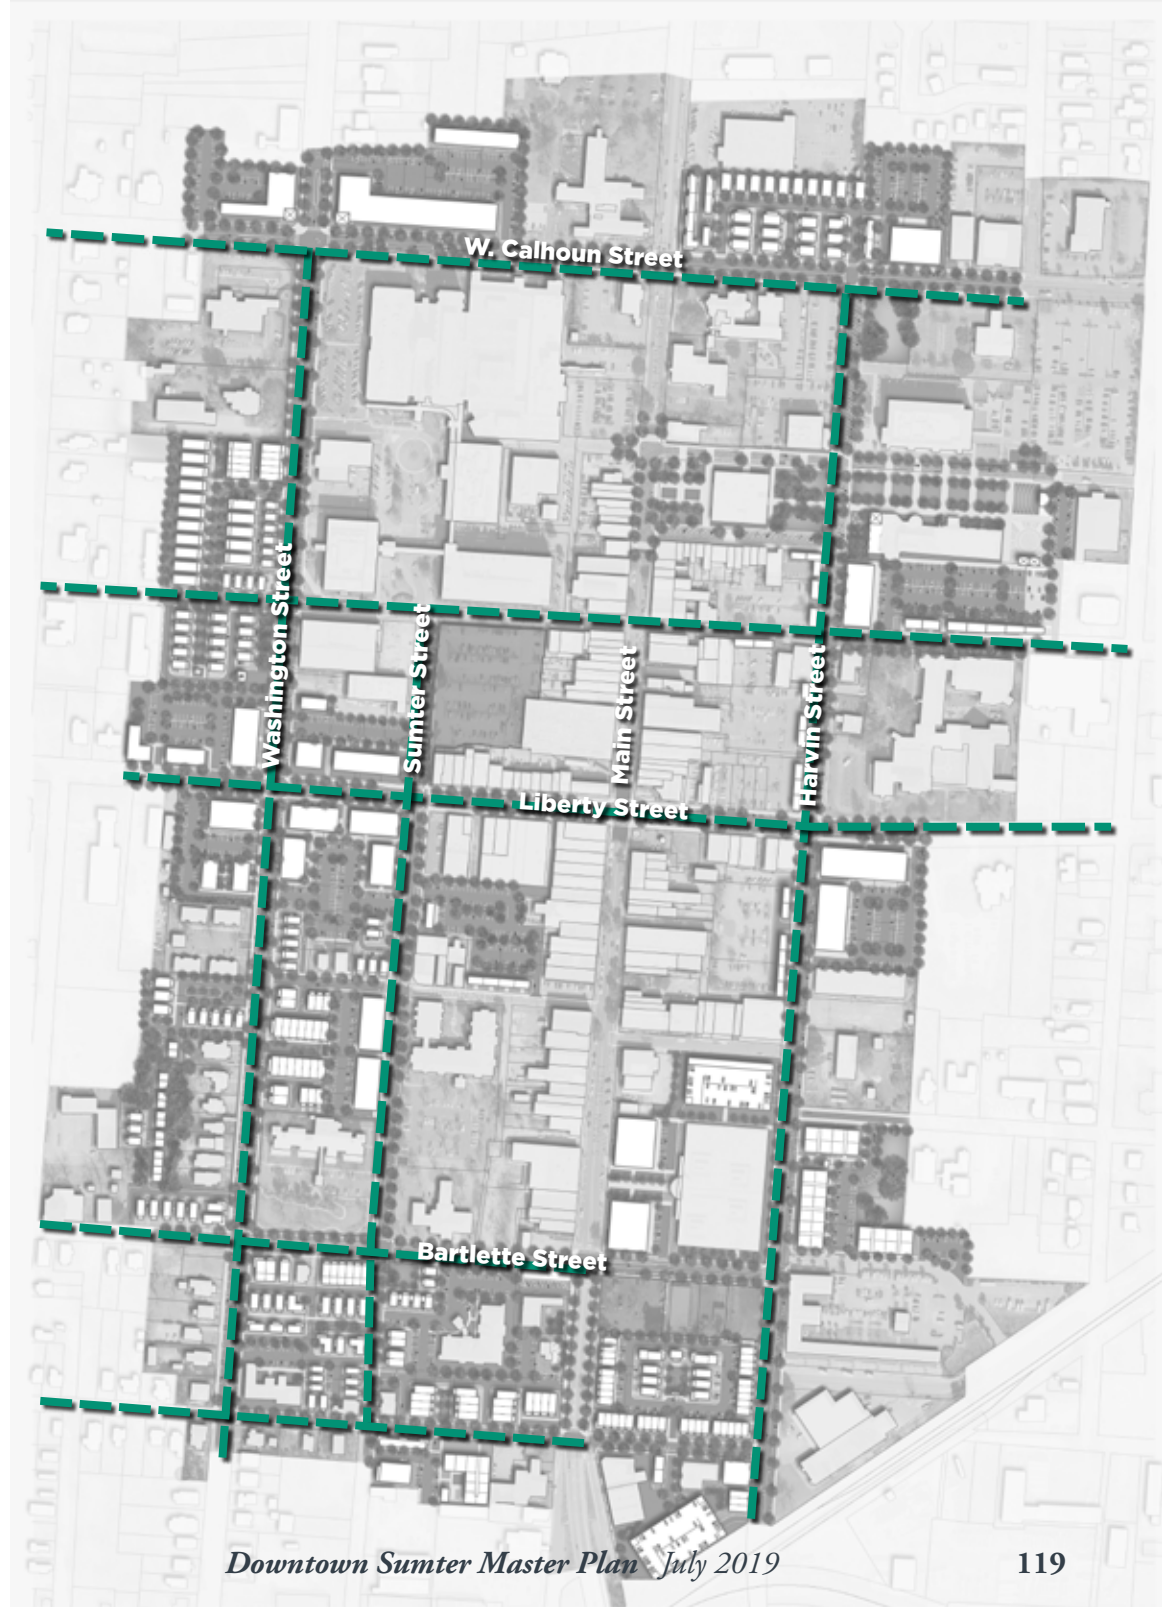 W. Calhoun Street
Washington Street
Sumter Street
Main Street
Harvin Street
Liberty Street
Bartlette Street
Downtown Sumter Master Plan July 2019
119